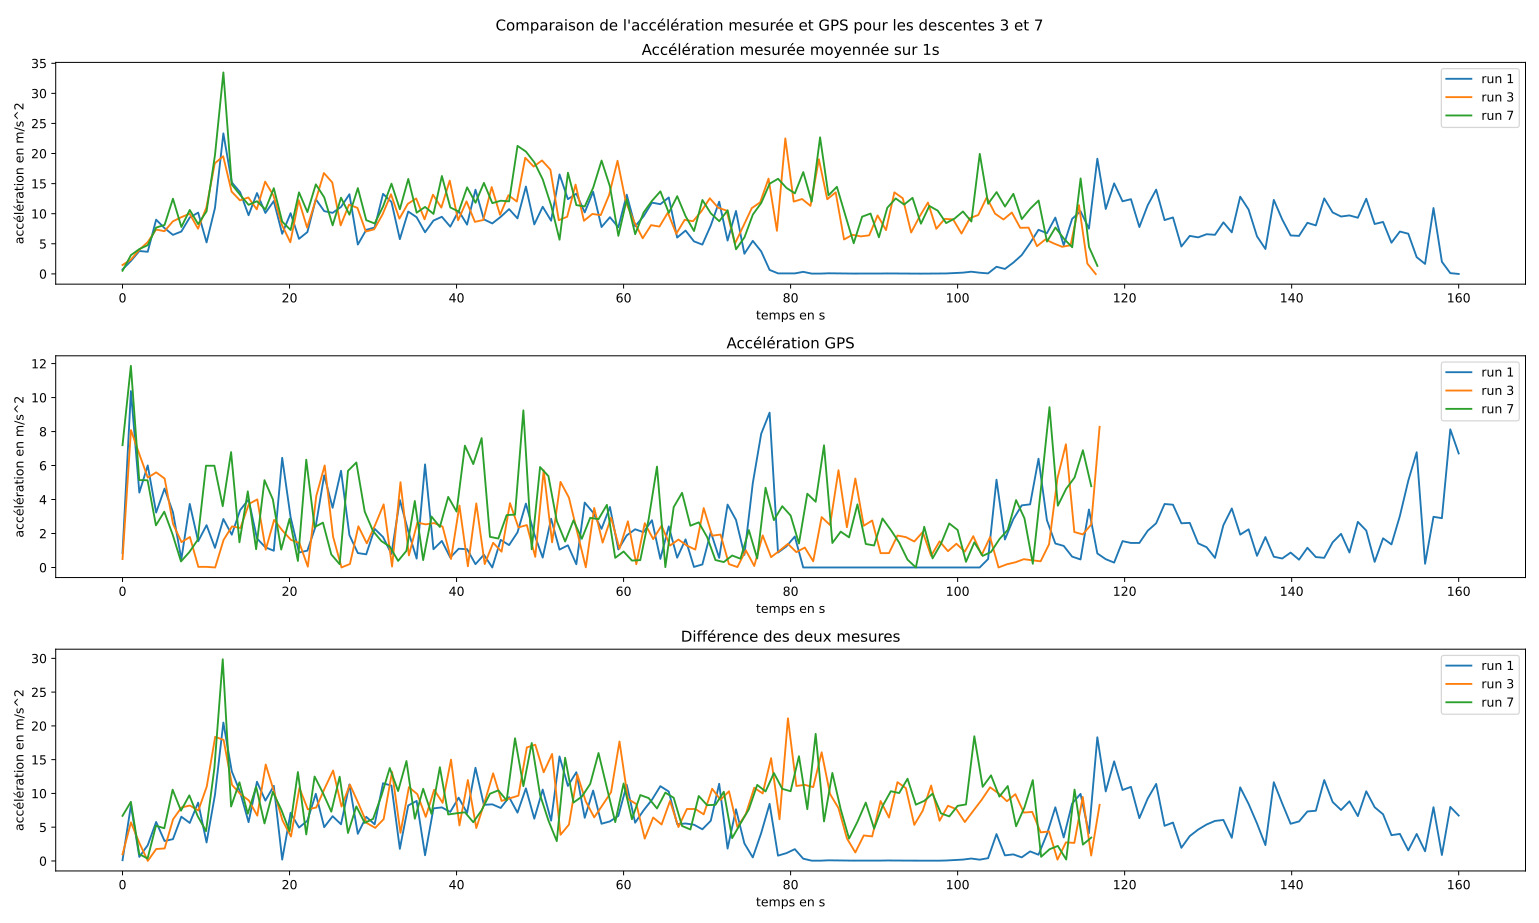 Comparaison de l'accélération mesurée et GPS pour les descentes 3 et 7
Accélération mesurée moyennée sur 1s
accélération en m/s^2
35
30
25
20
15
10
5
0
run 1
run 3
run 7
0 20 40 60 80 100 120 140 160
temps en s
Accélération GPS
accélération en m/s^2
12
10
8
6
4
2
0
run 1
run 3
run 7
0 20 40 60 80 100 120 140 160
temps en s
Différence des deux mesures
accélération en m/s^2
30
25
20
15
10
5
0
run 1
run 3
run 7
0 20 40 60 80 100 120 140 160
temps en s